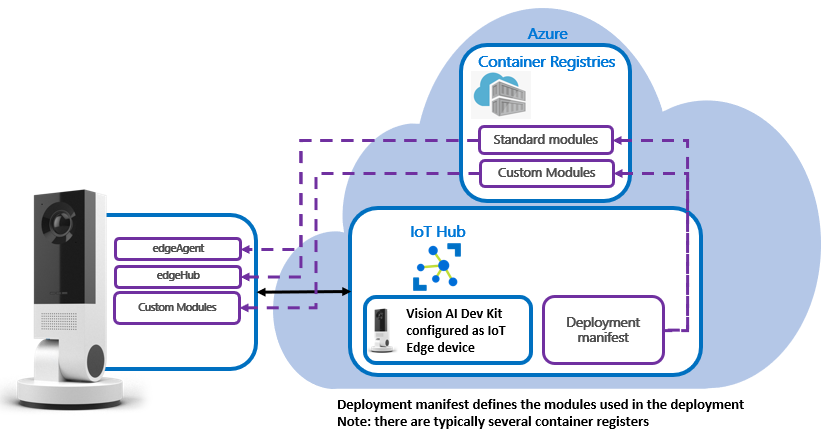 Azure
Container Registries
Standard modules
Custom Modules
IoT Hub
edgeAgent
edgeHub
Custom Modules
Vision AI Dev Kit
configured as IoT
Edge device
Deployment
manifest
Deployment manifest defines the modules used in the deployment
Note: there are typically several container registers